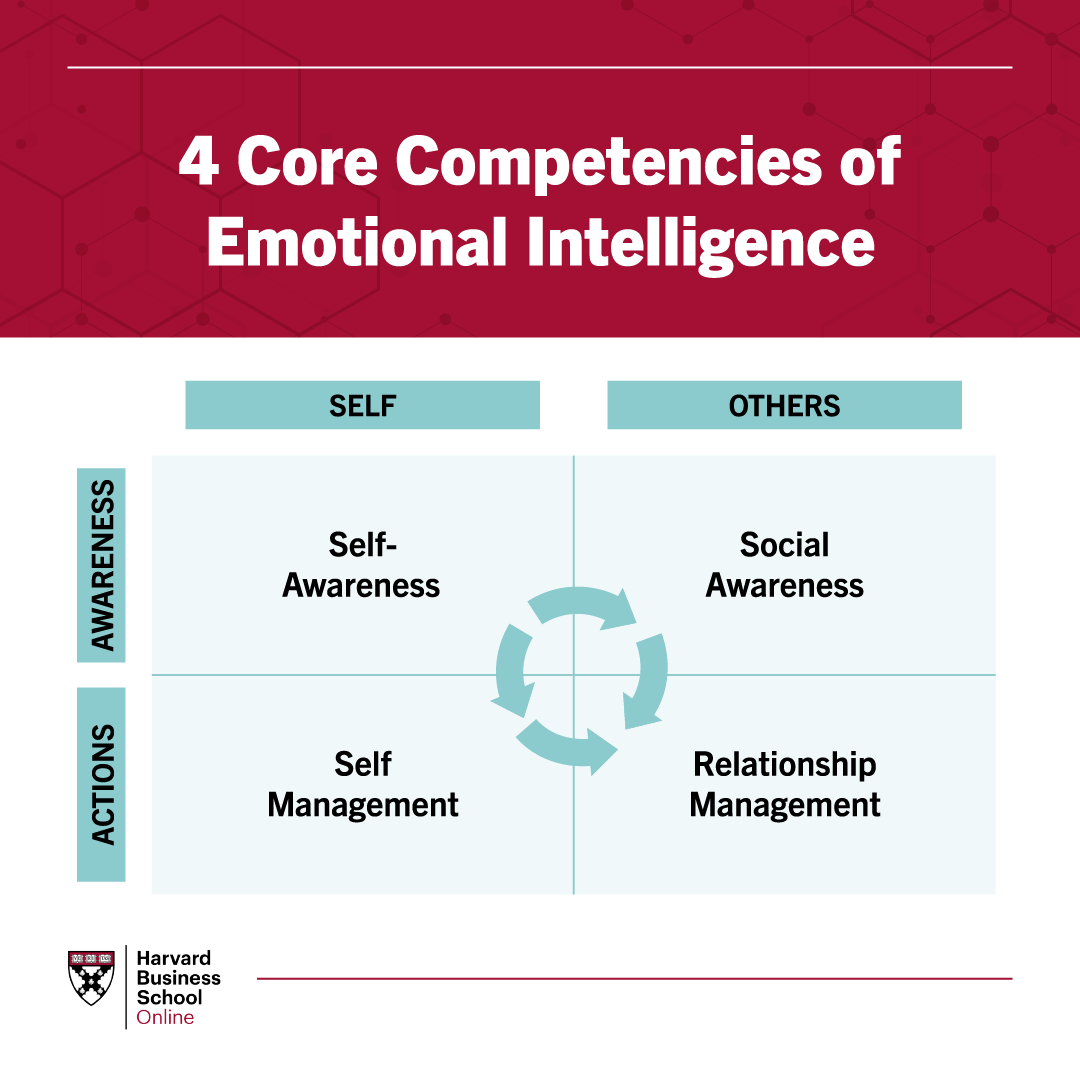 4 Core Competencies of
Emotional Intelligence
SELF
OTHERS
AWARENESS
Self-
Awareness
Social
Awareness
ACTIONS
Self
Management
Relationship
Management
Harvard
Business
School
Online